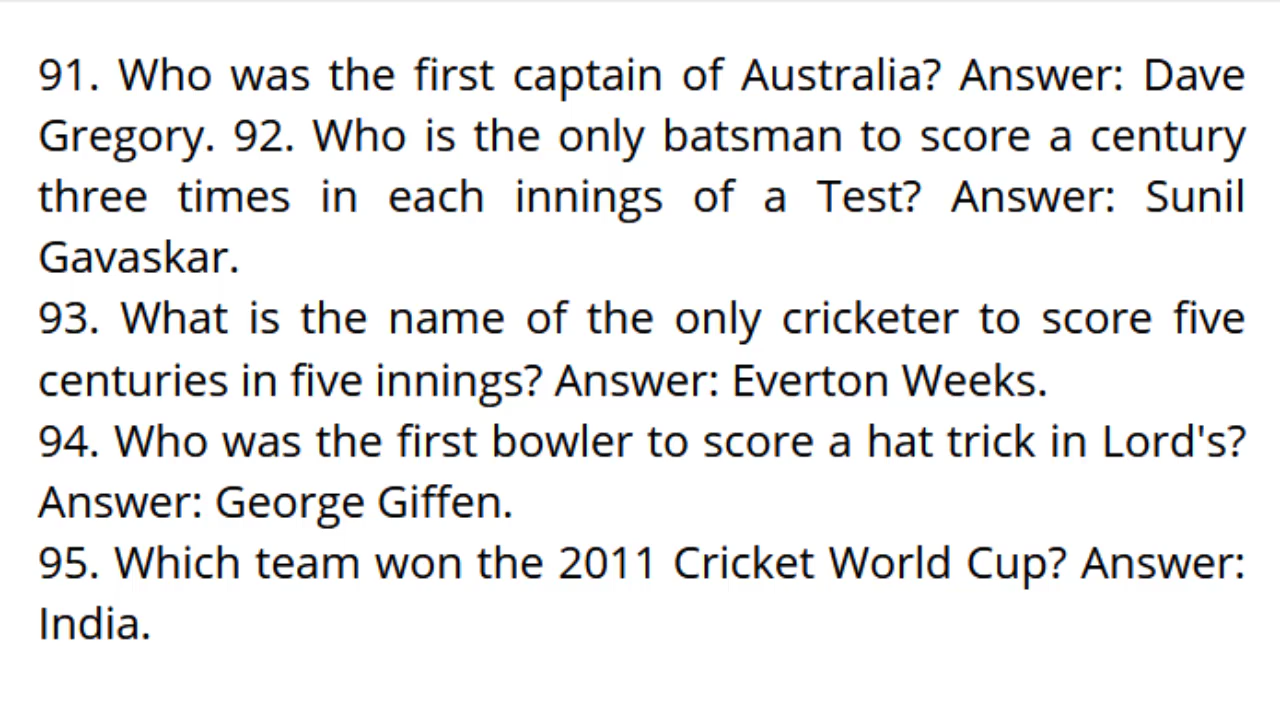 91. Who was the first captain of Australia? Answer: Dave
Gregory. 92. Who is the only batsman to score a century
three times in each innings of a Test? Answer: Sunil
Gavaskar.
93. What is the name of the only cricketer to score five
centuries in five innings? Answer: Everton Weeks.
94. Who was the first bowler to score a hat trick in Lord's?
Answer: George Giffen.
95. Which team won the 2011 Cricket World Cup? Answer:
India.